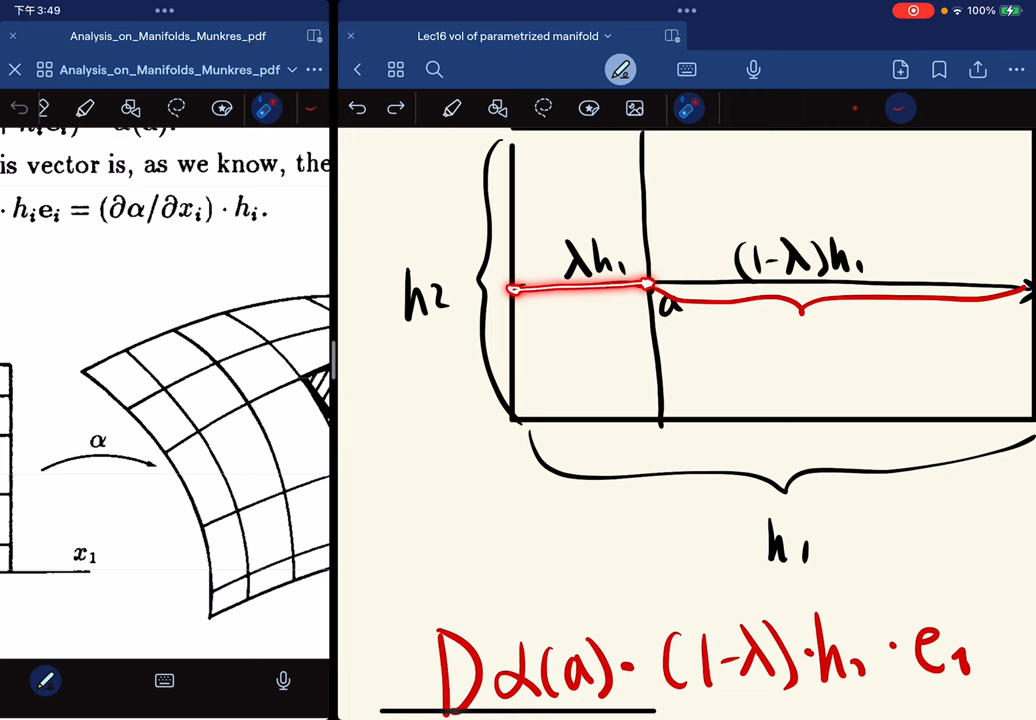 下午3:49
100%
Analysis_on_Manifolds_Munkres_pdf
Lec16 vol of parametrized manifold
Analysis_on_Manifolds_Munkres_pdf
is vector is, as we know, the
· hᵢeᵢ = (∂α/∂xᵢ) · hᵢ.
α
x₁
λh₁
(1-λ)h₁
h2
a
h₁
Dα(a)· (1-λ)·h₁ · e₁